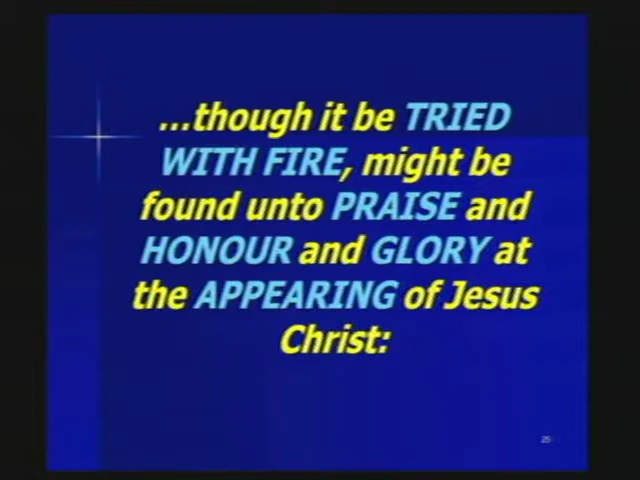 ...though it be TRIED
WITH FIRE, might be
found unto PRAISE and
HONOUR and GLORY at
the APPEARING of Jesus
Christ:
25